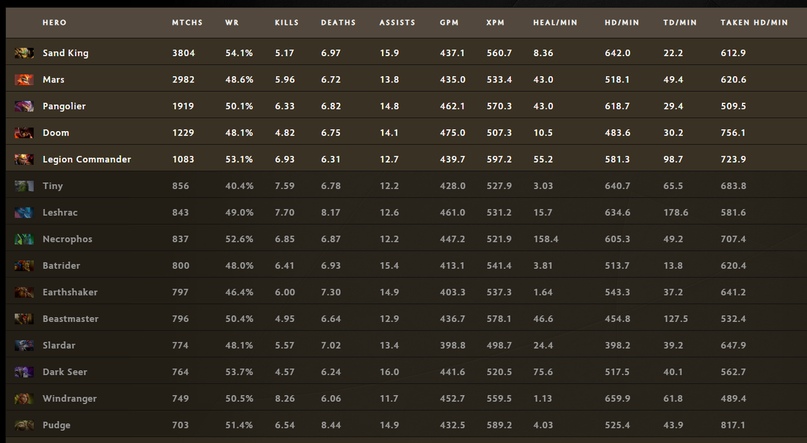 HERO MTCHS WR KILLS DEATHS ASSISTS GPM XPM HEAL/MIN HD/MIN TD/MIN TAKEN HD/MIN
Sand King 3804 54.1% 5.17 6.97 15.9 437.1 560.7 8.36 642.0 22.2 612.9
Mars 2982 48.6% 5.96 6.72 13.8 435.0 533.4 43.0 518.1 49.4 620.6
Pangolier 1919 50.1% 6.33 6.82 14.8 462.1 570.3 43.0 618.7 29.4 509.5
Doom 1229 48.1% 4.82 6.75 14.1 475.0 507.3 10.5 483.6 30.2 756.1
Legion Commander 1083 53.1% 6.93 6.31 12.7 439.7 597.2 55.2 581.3 98.7 723.9
Tiny 856 40.4% 7.59 6.78 12.2 428.0 527.9 3.03 640.7 65.5 683.8
Leshrac 843 49.0% 7.70 8.17 12.6 461.0 531.2 15.7 634.6 178.6 581.6
Necrophos 837 52.6% 6.85 6.87 12.2 447.2 521.9 158.4 605.3 49.2 707.4
Batrider 800 48.0% 6.41 6.93 15.4 413.1 541.4 3.81 513.7 13.8 620.4
Earthshaker 797 46.4% 6.00 7.30 14.9 403.3 537.3 1.64 543.3 37.2 641.2
Beastmaster 796 50.4% 4.95 6.64 12.9 436.7 578.1 46.6 454.8 127.5 532.4
Slardar 774 48.1% 5.57 7.02 13.4 398.8 498.7 24.4 398.2 39.2 647.9
Dark Seer 764 53.7% 4.57 6.24 16.0 441.6 520.5 75.6 517.5 40.1 562.7
Windranger 749 50.5% 8.26 6.06 11.7 452.7 559.5 1.13 659.9 61.8 489.4
Pudge 703 51.4% 6.54 8.44 14.9 432.5 589.2 4.03 525.4 43.9 817.1